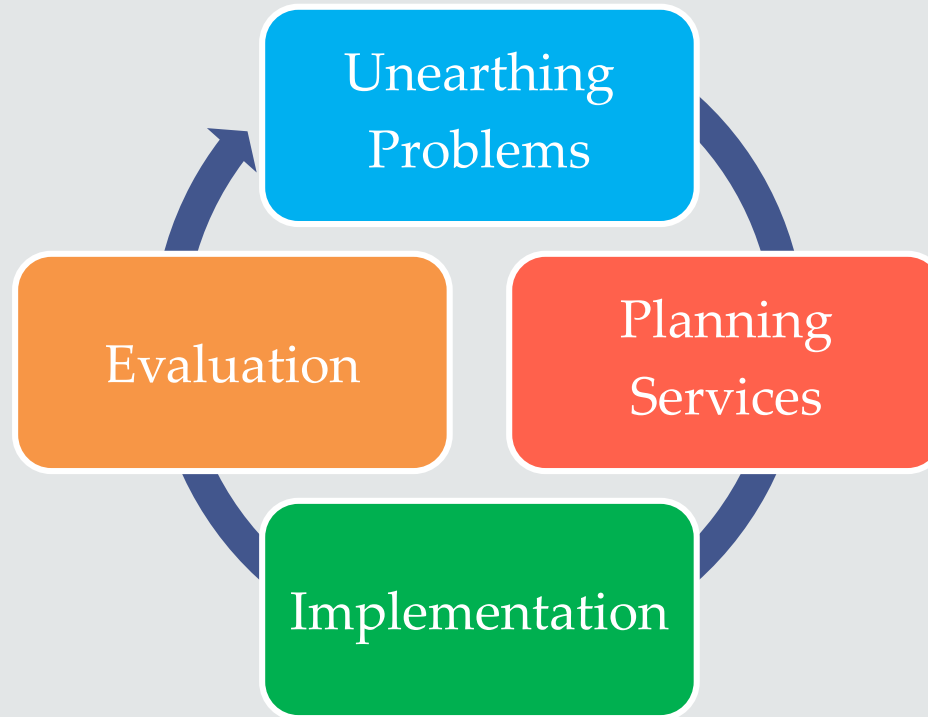 Unearthing
Problems
Planning
Services
Implementation
Evaluation